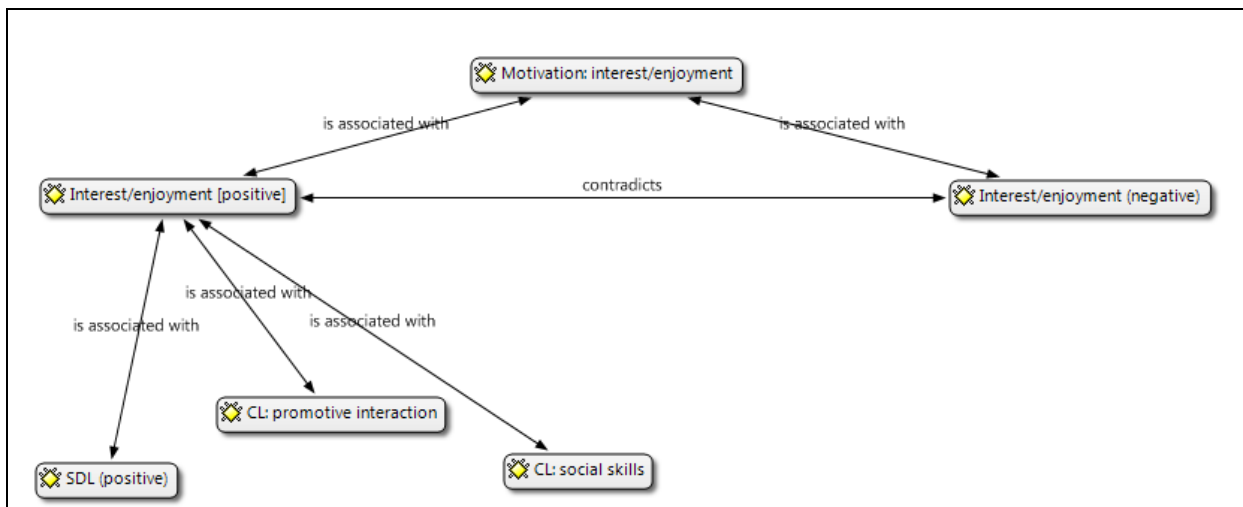 Motivation: interest/enjoyment
is associated with
is associated with
Interest/enjoyment [positive]
contradicts
Interest/enjoyment (negative)
is associated with
is associated with
is associated with
CL: promotive interaction
CL: social skills
SDL (positive)